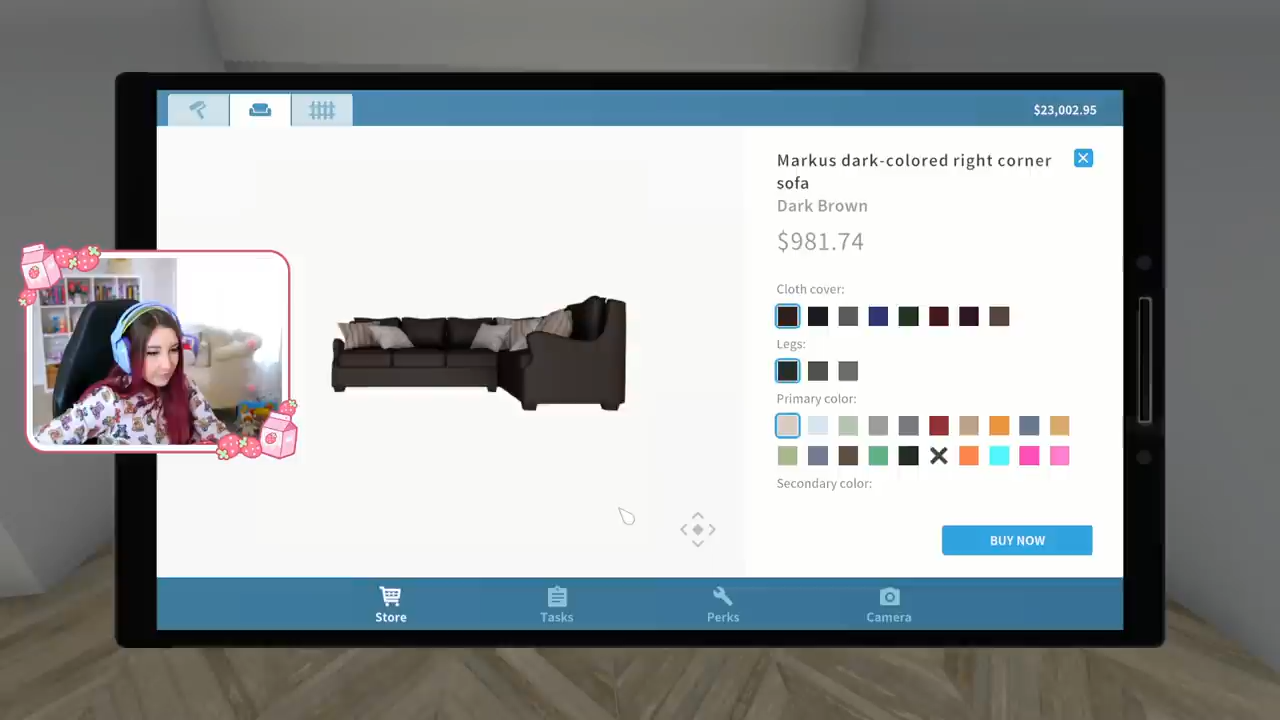 $23,002.95
Markus dark-colored right corner
sofa
Dark Brown
$981.74
Cloth cover:
Legs:
Primary color:
Secondary color:
BUY NOW
Store
Tasks
Perks
Camera